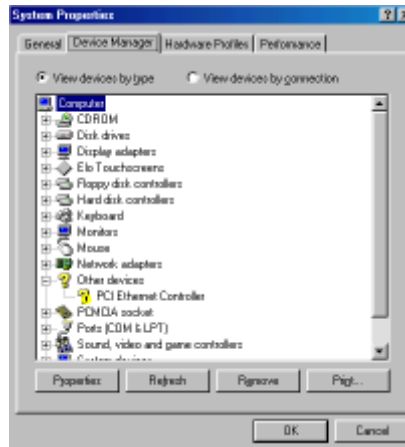 System Properties
General Device Manager Hardware Profiles Performance
View devices by type View devices by connection
Computer
CDROM
Disk drives
Display adapters
Elo Touchscreens
Floppy disk controllers
Hard disk controllers
Keyboard
Monitors
Mouse
Network adapters
Other devices
PCI Ethernet Controller
PCMCIA socket
Ports (COM & LPT)
Sound, video and game controllers
System devices
Properties Refresh Remove Print...
OK Cancel